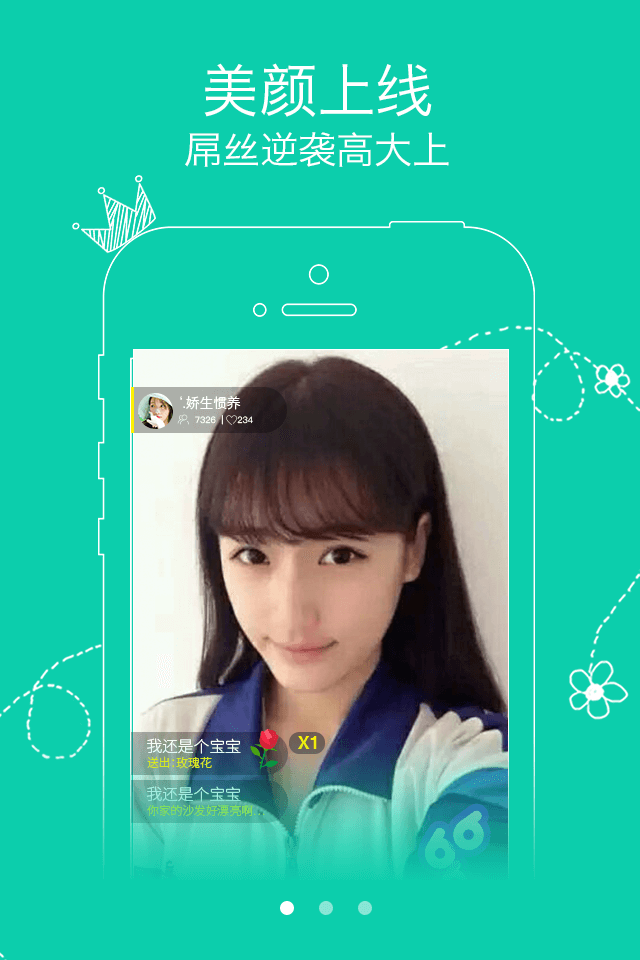 美颜上线
屌丝逆袭高大上
'.娇生惯养
7326 | 234
我还是个宝宝
送出:玫瑰花
X1
我还是个宝宝
你家的沙发好漂亮啊...
66